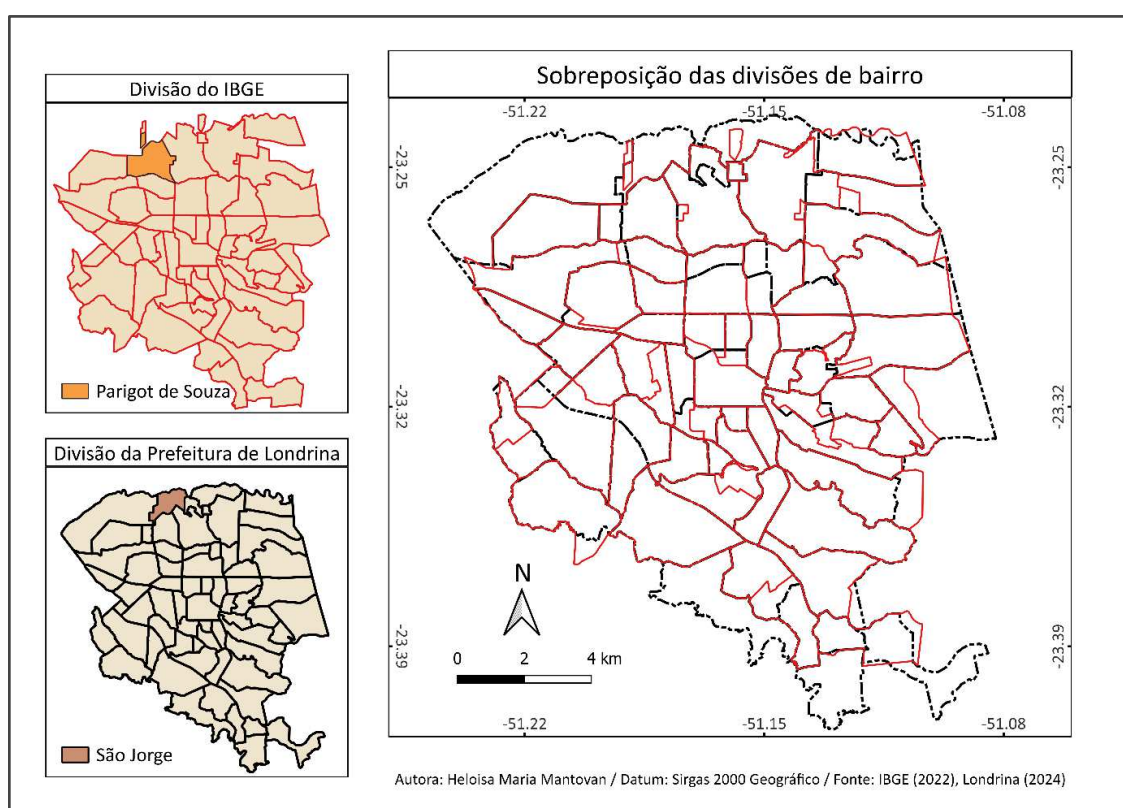 Divisão do IBGE
Parigot de Souza
Divisão da Prefeitura de Londrina
São Jorge
Sobreposição das divisões de bairro
-51.22 -51.15 -51.08
-23.25 -23.25
-23.32 -23.32
N
0 2 4 km
-23.39 -23.39
-51.22 -51.15 -51.08
Autora: Heloisa Maria Mantovan / Datum: Sirgas 2000 Geográfico / Fonte: IBGE (2022), Londrina (2024)